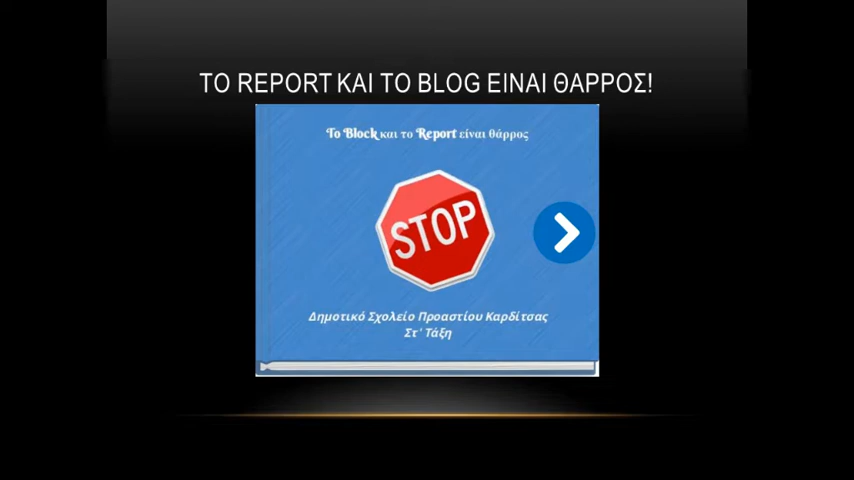 ΤΟ REPORT ΚΑΙ ΤΟ BLOG ΕΙΝΑΙ ΘΑΡΡΟΣ!
Το Block και το Report είναι θάρρος
STOP
Δημοτικό Σχολείο Προαστίου Καρδίτσας
Στ' Τάξη